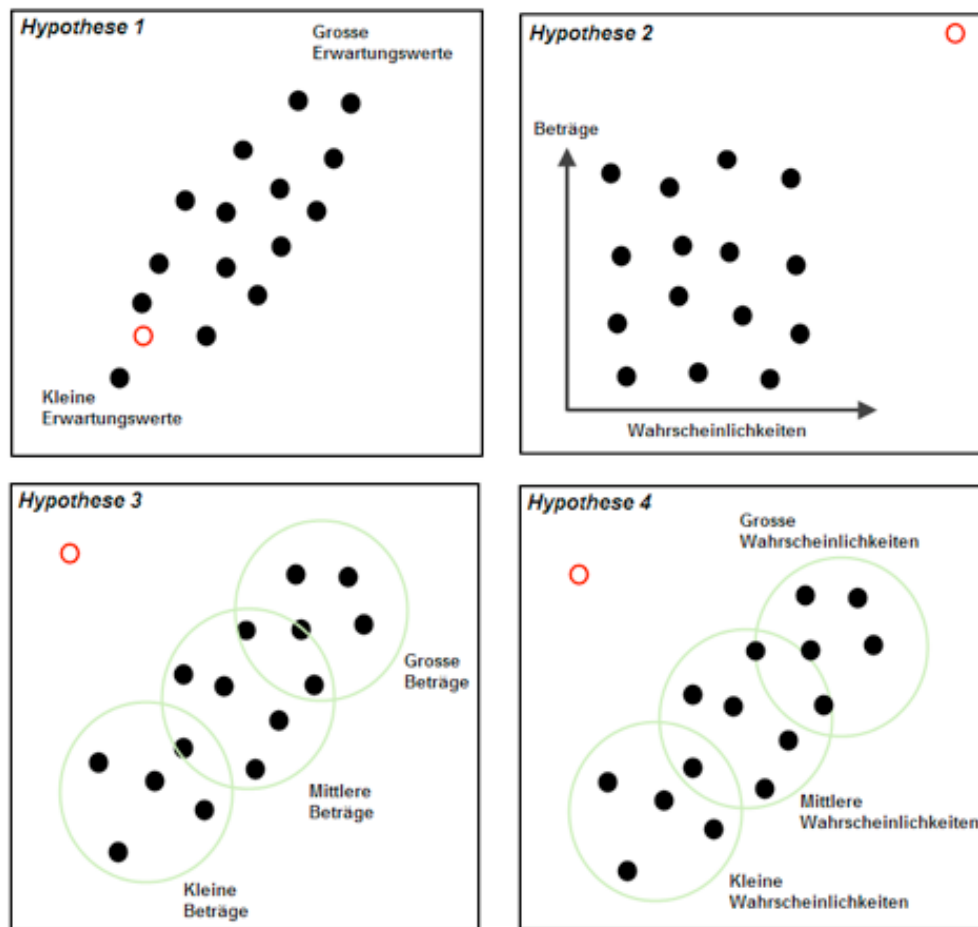 Hypothese 1
Grosse
Erwartungswerte
Kleine
Erwartungswerte
Hypothese 2
Beträge
Wahrscheinlichkeiten
Hypothese 3
Grosse
Beträge
Mittlere
Beträge
Kleine
Beträge
Hypothese 4
Grosse
Wahrscheinlichkeiten
Mittlere
Wahrscheinlichkeiten
Kleine
Wahrscheinlichkeiten